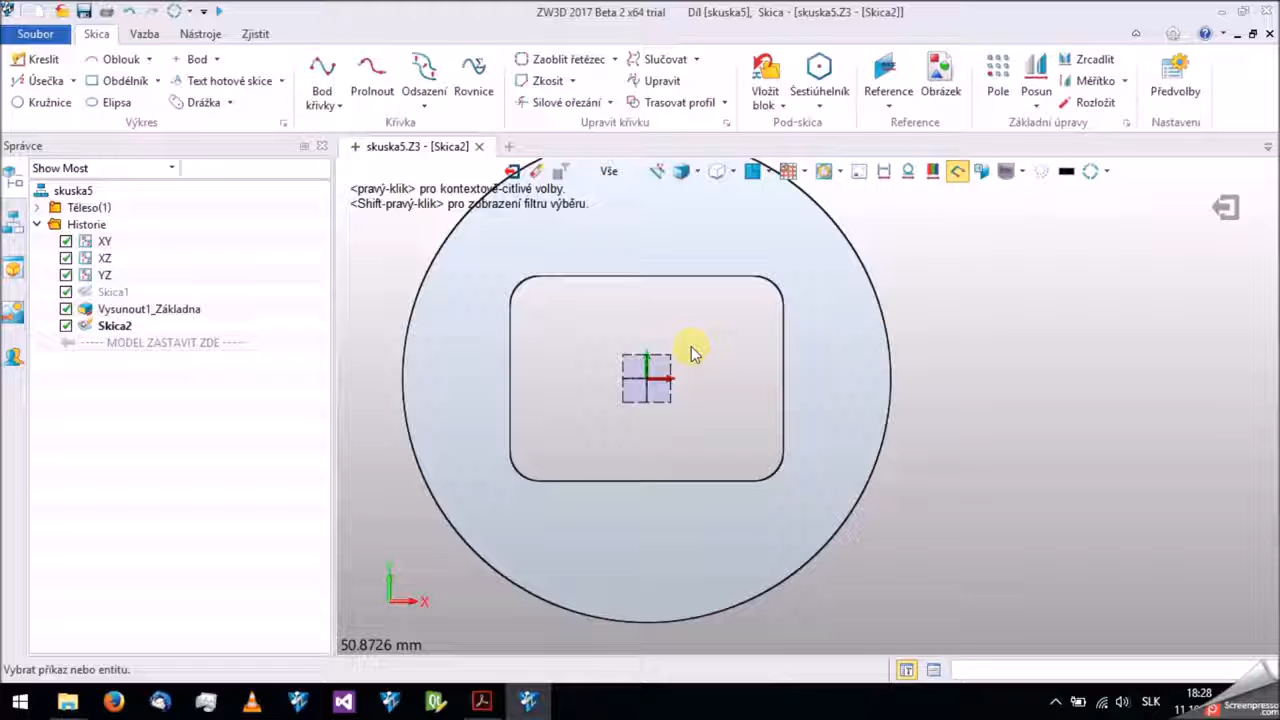 ZW3D 2017 Beta 2 x64 trial Díl [skuska5], Skica - [skuska5.Z3 - [Skica2]]
Soubor Skica Vazba Nástroje Zjistit
Kreslit Oblouk Bod
Úsečka Obdélník Text hotové skice
Kružnice Elipsa Drážka
Výkres
Bod křivky Prolnout Odsazení Rovnice
Křivka
Zaoblit řetězec Slučovat
Zkosit Upravit
Silové ořezání Trasovat profil
Upravit křivku
Vložit blok Šestiúhelník
Pod-skica
Reference Obrázek
Reference
Pole Posun
Zrcadlit
Měřítko
Rozložit
Základní úpravy
Předvolby
Nastavení
Správce
skuska5.Z3 - [Skica2]
Show Most
Vše
<pravý-klik> pro kontextově-citlivé volby.
<Shift-pravý-klik> pro zobrazení filtru výběru.
skuska5
Těleso(1)
Historie
XY
XZ
YZ
Skica1
Vysunout1_Základna
Skica2
----- MODEL ZASTAVIT ZDE -----
Y
X
50.8726 mm
Vybrat příkaz nebo entitu.
SLK
18:28
Screenpresso
.com